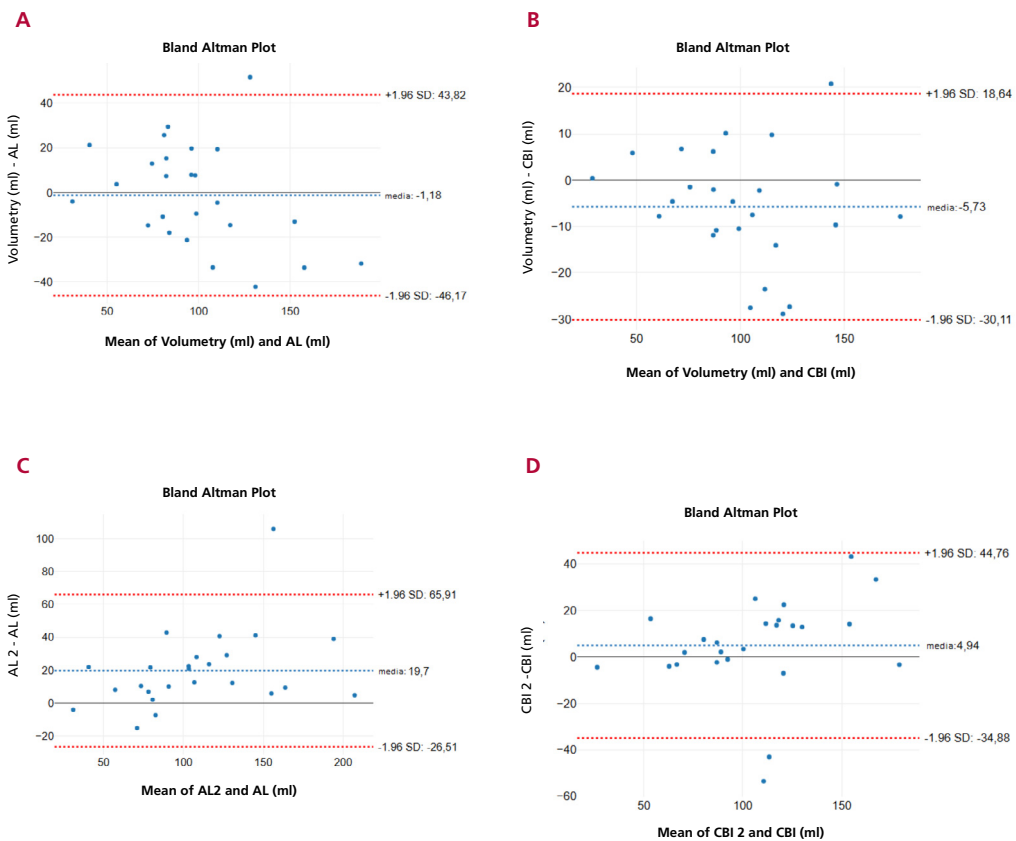 A
Bland Altman Plot
Volumetry (ml) - AL (ml)
40
20
0
−20
−40
+1.96 SD: 43,82
media: -1,18
-1.96 SD: -46,17
50
100
150
Mean of Volumetry (ml) and AL (ml)
B
Bland Altman Plot
Volumetry (ml) - CBI (ml)
20
10
0
−10
−20
−30
+1.96 SD: 18,64
media:-5,73
-1.96 SD: -30,11
50
100
150
Mean of Volumetry (ml) and CBI (ml)
C
Bland Altman Plot
AL 2 - AL (ml)
100
80
60
40
20
0
−20
+1.96 SD: 65,91
media: 19,7
-1.96 SD: -26,51
50
100
150
200
Mean of AL2 and AL (ml)
D
Bland Altman Plot
CBI 2 -CBI (ml)
40
20
0
−20
−40
−60
+1.96 SD: 44,76
media:4,94
-1.96 SD: -34,88
50
100
150
Mean of CBI 2 and CBI (ml)